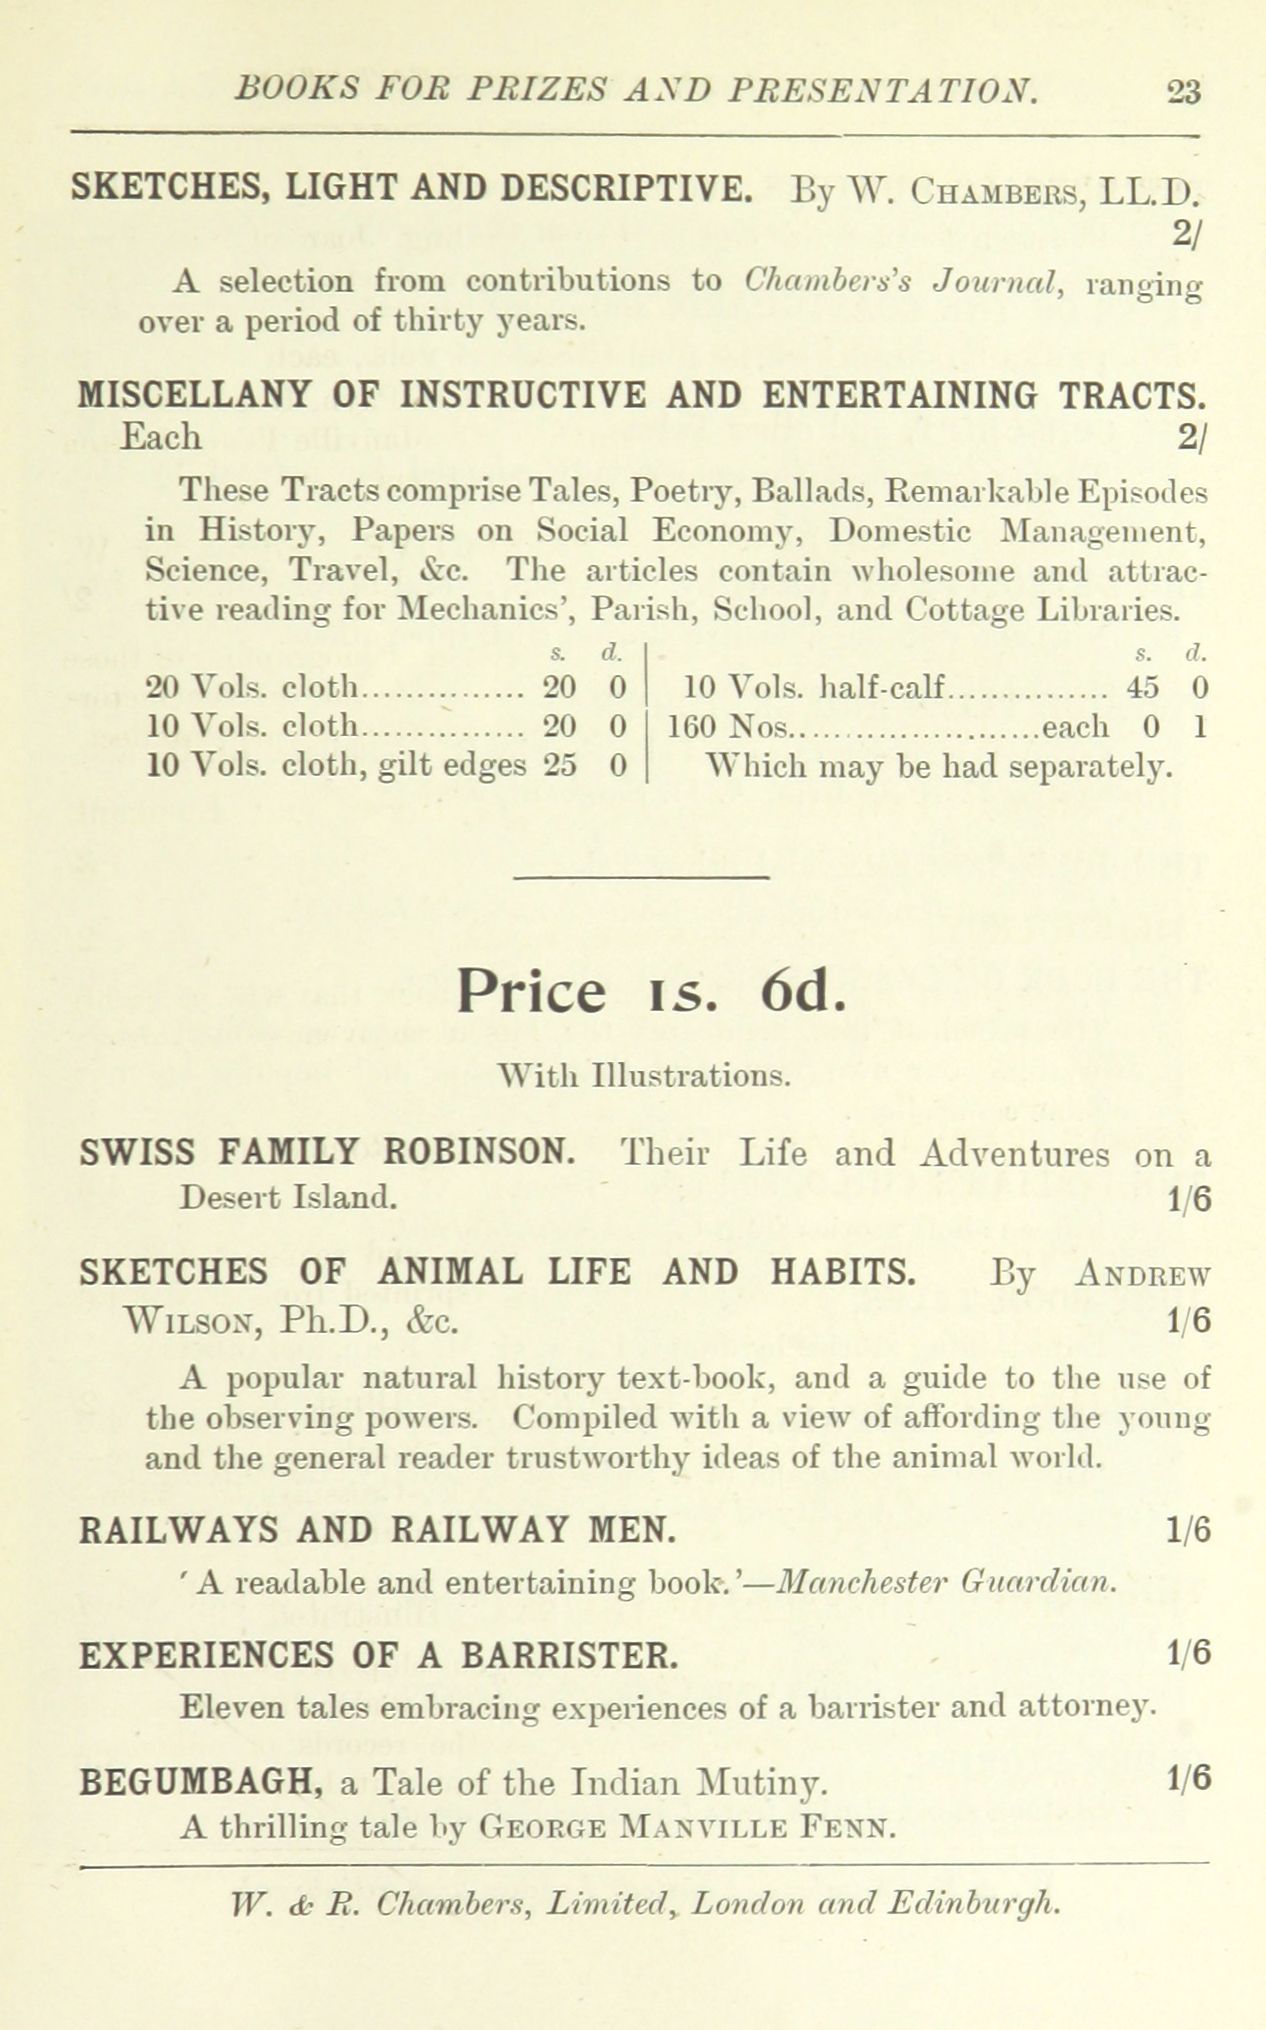 BOOKS FOR PRIZES AND PRESENTATION. 23
SKETCHES, LIGHT AND DESCRIPTIVE. By W. CHAMBERS, LL.D.
2/
A selection from contributions to Chambers's Journal, ranging
over a period of thirty years.
MISCELLANY OF INSTRUCTIVE AND ENTERTAINING TRACTS.
Each 2/
These Tracts comprise Tales, Poetry, Ballads, Remarkable Episodes
in History, Papers on Social Economy, Domestic Management,
Science, Travel, &c. The articles contain wholesome and attrac-
tive reading for Mechanics', Parish, School, and Cottage Libraries.
s. d.
20 Vols. cloth............... 20 0
10 Vols. cloth............... 20 0
10 Vols. cloth, gilt edges 25 0
s. d.
10 Vols. half-calf............... 45 0
160 Nos.......................each 0 1
Which may be had separately.
Price 1s. 6d.
With Illustrations.
SWISS FAMILY ROBINSON. Their Life and Adventures on a
Desert Island. 1/6
SKETCHES OF ANIMAL LIFE AND HABITS. By ANDREW
WILSON, Ph.D., &c. 1/6
A popular natural history text-book, and a guide to the use of
the observing powers. Compiled with a view of affording the young
and the general reader trustworthy ideas of the animal world.
RAILWAYS AND RAILWAY MEN. 1/6
'A readable and entertaining book.'—Manchester Guardian.
EXPERIENCES OF A BARRISTER. 1/6
Eleven tales embracing experiences of a barrister and attorney.
BEGUMBAGH, a Tale of the Indian Mutiny. 1/6
A thrilling tale by GEORGE MANVILLE FENN.
W. & R. Chambers, Limited, London and Edinburgh.